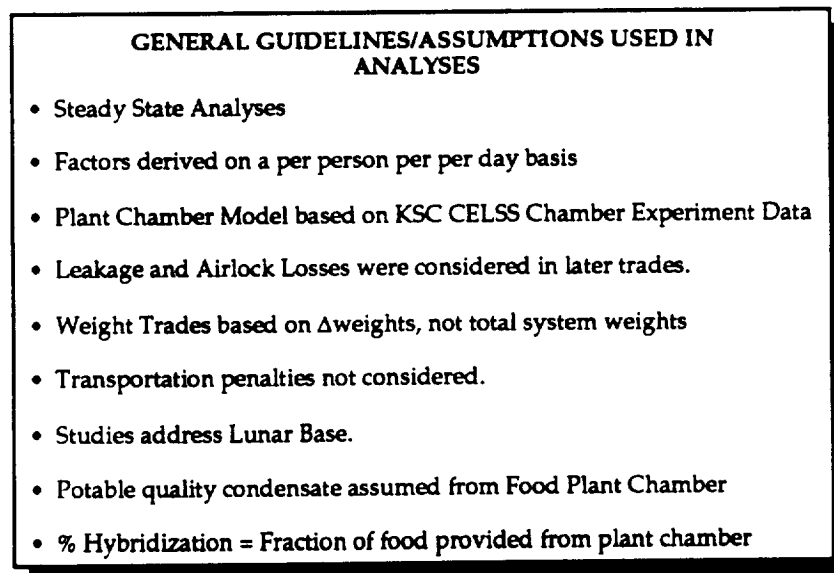 GENERAL GUIDELINES/ASSUMPTIONS USED IN
ANALYSES
• Steady State Analyses
• Factors derived on a per person per per day basis
• Plant Chamber Model based on KSC CELSS Chamber Experiment Data
• Leakage and Airlock Losses were considered in later trades.
• Weight Trades based on Δweights, not total system weights
• Transportation penalties not considered.
• Studies address Lunar Base.
• Potable quality condensate assumed from Food Plant Chamber
• % Hybridization = Fraction of food provided from plant chamber